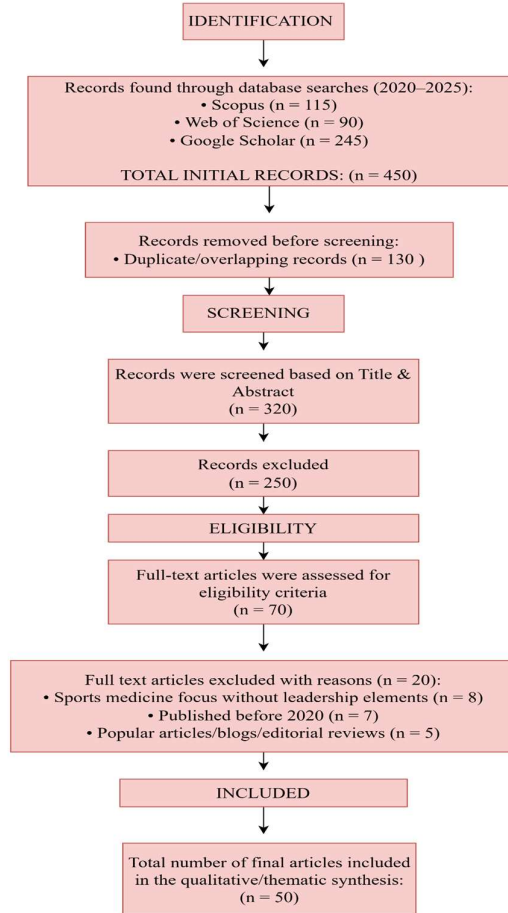 IDENTIFICATION
Records found through database searches (2020–2025):
• Scopus (n = 115)
• Web of Science (n = 90)
• Google Scholar (n = 245)
TOTAL INITIAL RECORDS: (n = 450)
Records removed before screening:
• Duplicate/overlapping records (n = 130 )
SCREENING
Records were screened based on Title &
Abstract
(n = 320)
Records excluded
(n = 250)
ELIGIBILITY
Full-text articles were assessed for
eligibility criteria
(n = 70)
Full text articles excluded with reasons (n = 20):
• Sports medicine focus without leadership elements (n = 8)
• Published before 2020 (n = 7)
• Popular articles/blogs/editorial reviews (n = 5)
INCLUDED
Total number of final articles included
in the qualitative/thematic synthesis:
(n = 50)